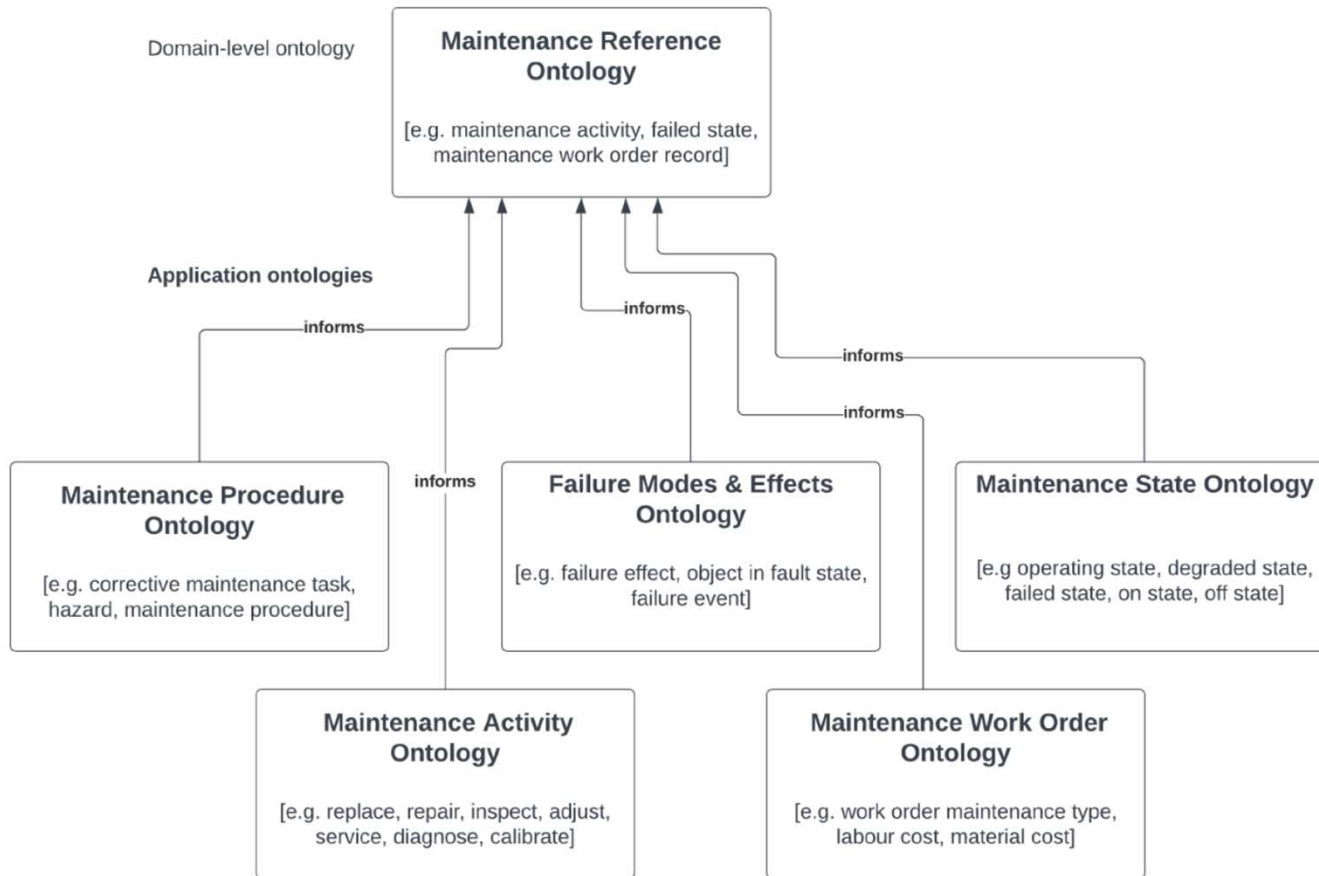 Domain-level ontology
Maintenance Reference
Ontology
[e.g. maintenance activity, failed state,
maintenance work order record]
Application ontologies
informs
informs
informs
informs
informs
Maintenance Procedure
Ontology
[e.g. corrective maintenance task,
hazard, maintenance procedure]
Failure Modes & Effects
Ontology
[e.g. failure effect, object in fault state,
failure event]
Maintenance State Ontology
[e.g operating state, degraded state,
failed state, on state, off state]
Maintenance Activity
Ontology
[e.g. replace, repair, inspect, adjust,
service, diagnose, calibrate]
Maintenance Work Order
Ontology
[e.g. work order maintenance type,
labour cost, material cost]